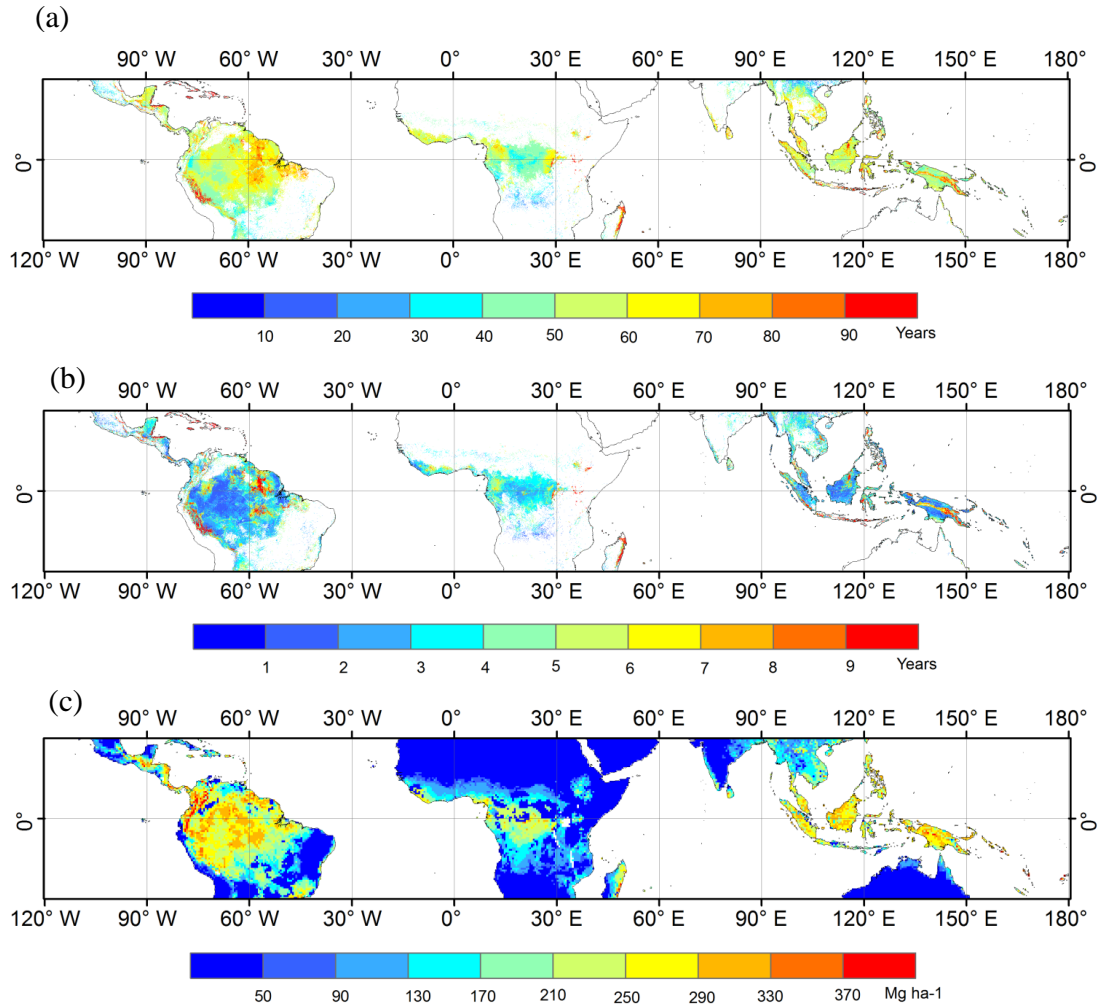 (a)
90° W 60° W 30° W 0° 30° E 60° E 90° E 120° E 150° E 180°
0° 0°
120° W 90° W 60° W 30° W 0° 30° E 60° E 90° E 120° E 150° E 180°
10 20 30 40 50 60 70 80 90 Years
(b)
90° W 60° W 30° W 0° 30° E 60° E 90° E 120° E 150° E 180°
0° 0°
120° W 90° W 60° W 30° W 0° 30° E 60° E 90° E 120° E 150° E 180°
1 2 3 4 5 6 7 8 9 Years
(c)
90° W 60° W 30° W 0° 30° E 60° E 90° E 120° E 150° E 180°
0° 0°
120° W 90° W 60° W 30° W 0° 30° E 60° E 90° E 120° E 150° E 180°
50 90 130 170 210 250 290 330 370 Mg ha-1